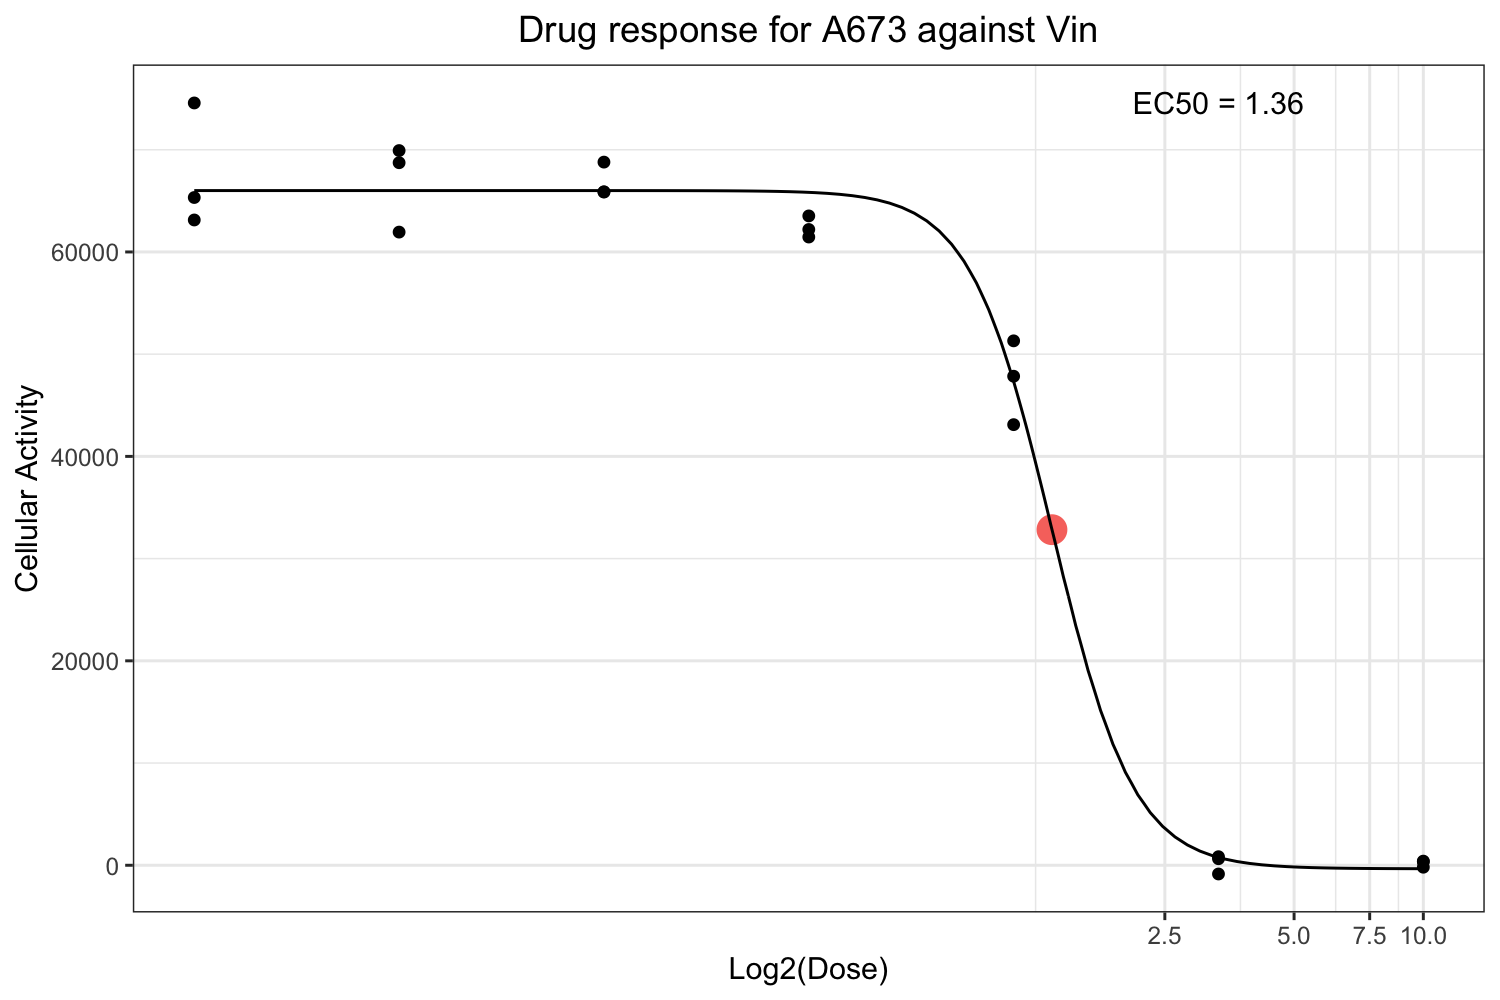 Drug response for A673 against Vin
EC50 = 1.36
Cellular Activity
60000
40000
20000
0
2.5 5.0 7.5 10.0
Log2(Dose)